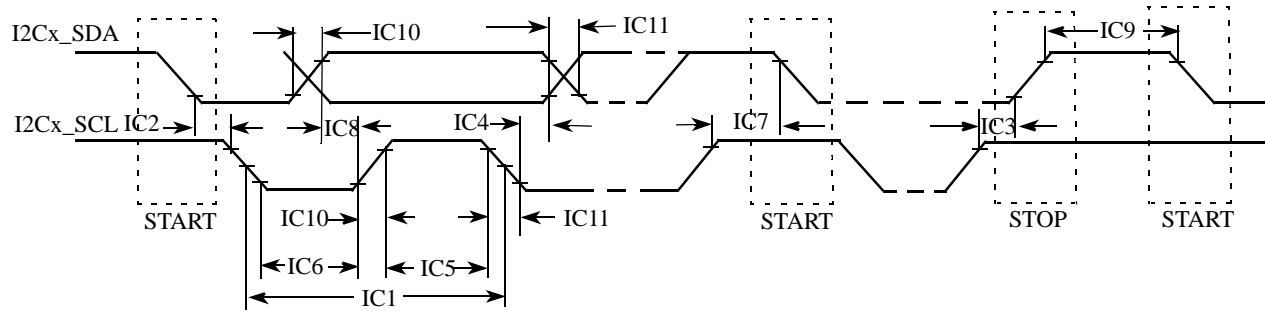 I2Cx_SDA
IC10
IC11
IC9
I2Cx_SCL
IC2
IC8
IC4
IC7
IC3
START
IC10
IC11
START
STOP
START
IC6
IC5
IC1